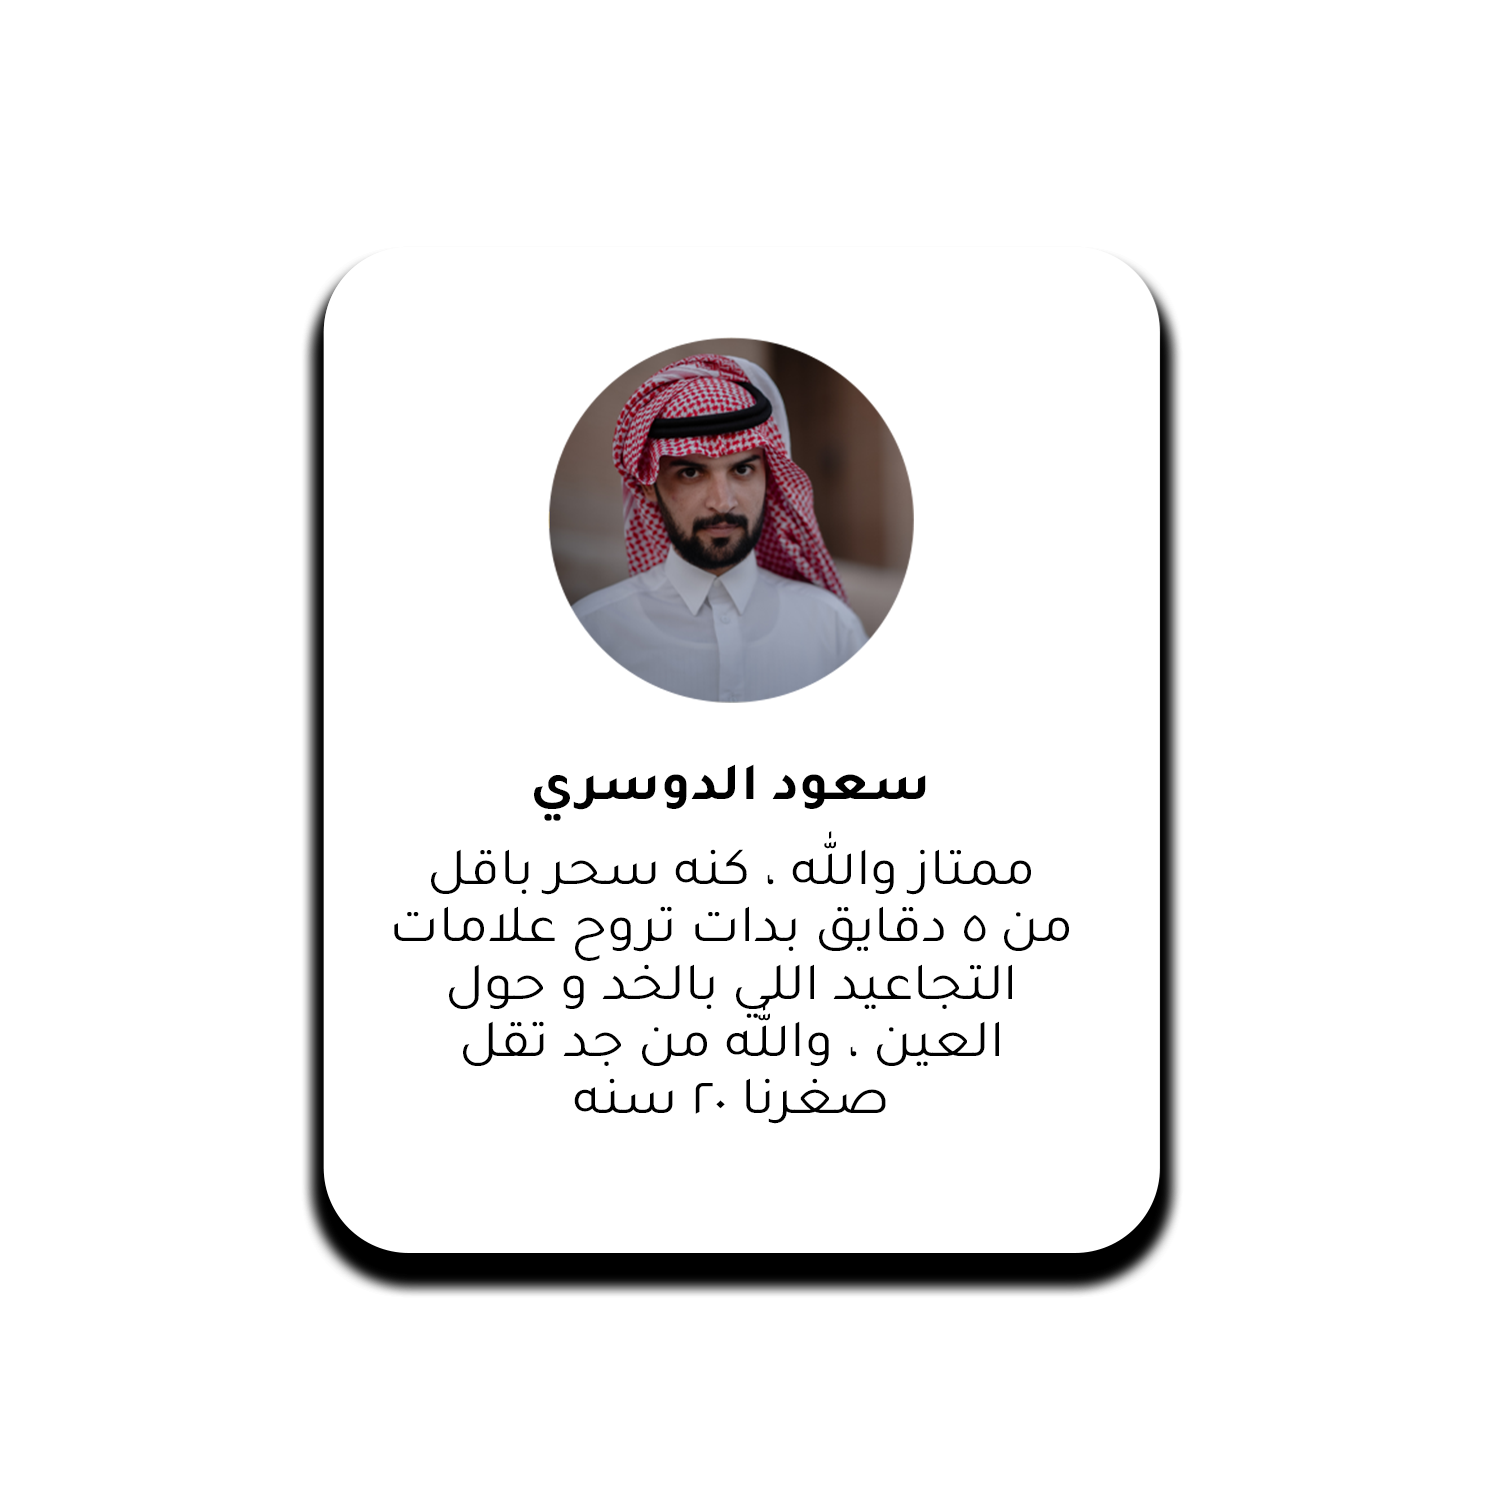 سعود الدوسري
ممتاز والله ، كنه سحر باقل
من ٥ دقايق بدات تروح علامات
التجاعيد اللي بالخد و حول
العين ، والله من جد تقل
صغرنا ٢٠ سنه